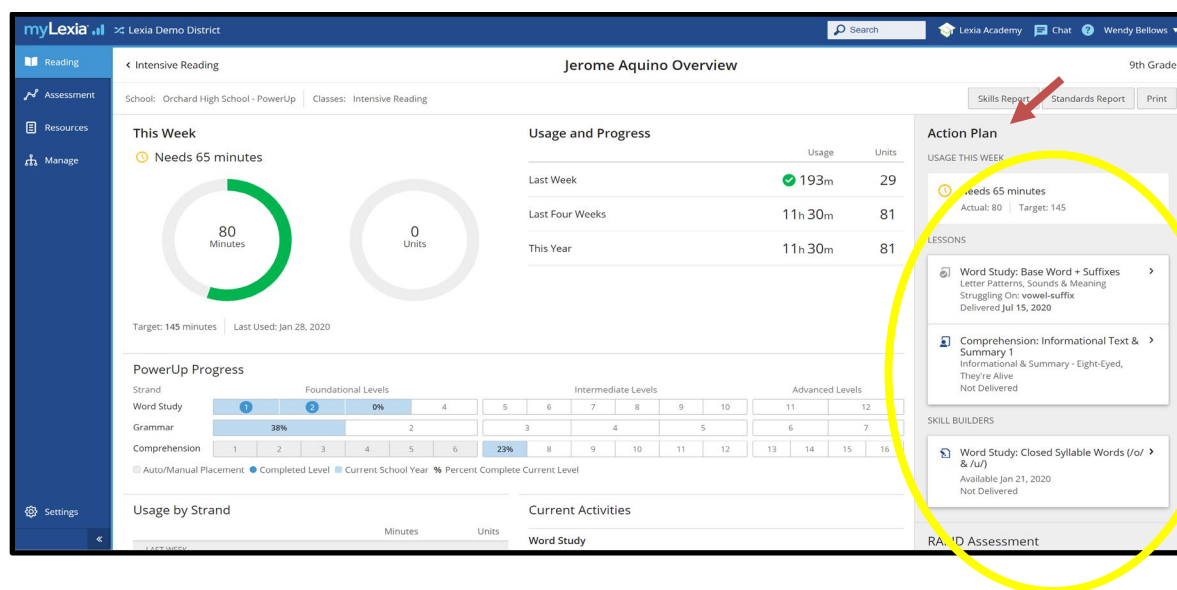 myLexia Lexia Demo District Search Lexia Academy Chat ? Wendy Bellows
Reading
Assessment
Resources
Manage
Settings
«
‹ Intensive Reading Jerome Aquino Overview 9th Grade
School: Orchard High School - PowerUp Classes: Intensive Reading Skills Report Standards Report Print
This Week
Needs 65 minutes
80
Minutes
0
Units
Target: 145 minutes Last Used: Jan 28, 2020
Usage and Progress
Usage Units
Last Week 193m 29
Last Four Weeks 11h 30m 81
This Year 11h 30m 81
PowerUp Progress
Strand Foundational Levels Intermediate Levels Advanced Levels
Word Study 1 2 0% 4 5 6 7 8 9 10 11 12
Grammar 38% 2 3 4 5 6 7
Comprehension 1 2 3 4 5 6 23% 8 9 10 11 12 13 14 15 16
Auto/Manual Placement Completed Level Current School Year % Percent Complete Current Level
Usage by Strand
Minutes Units
LAST WEEK
Current Activities
Word Study
Action Plan
USAGE THIS WEEK
Needs 65 minutes
Actual: 80 Target: 145
LESSONS
Word Study: Base Word + Suffixes ›
Letter Patterns, Sounds & Meaning
Struggling On: vowel-suffix
Delivered Jul 15, 2020
Comprehension: Informational Text & ›
Summary 1
Informational & Summary - Eight-Eyed,
They're Alive
Not Delivered
SKILL BUILDERS
Word Study: Closed Syllable Words (/o/ ›
& /u/)
Available Jan 21, 2020
Not Delivered
RAPID Assessment